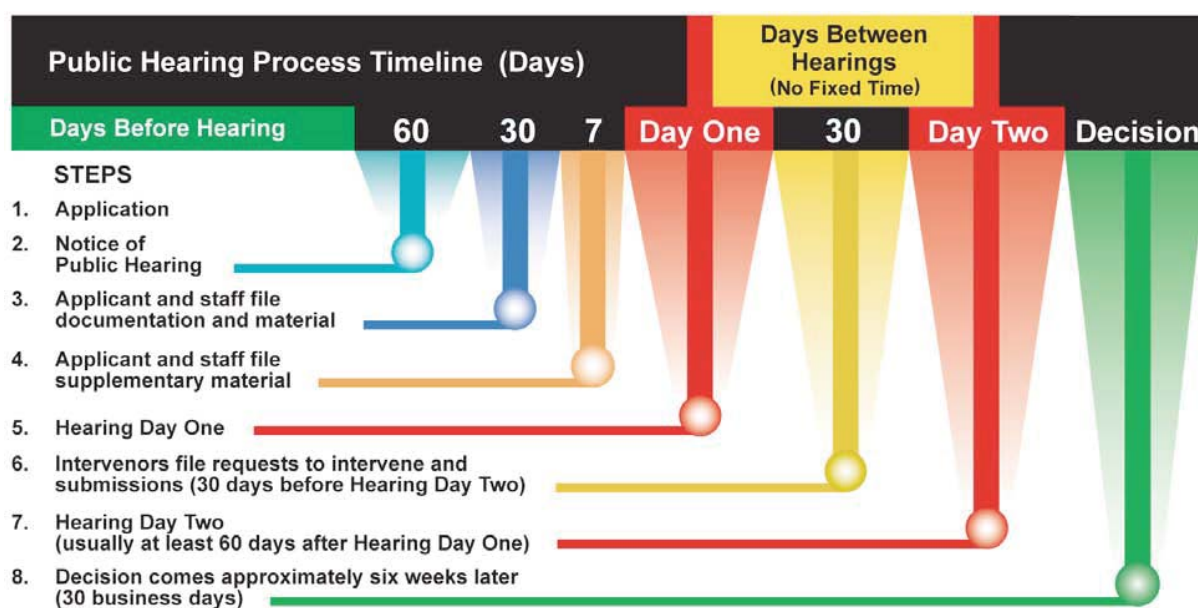 Public Hearing Process Timeline (Days)
Days Between
Hearings
(No Fixed Time)
Days Before Hearing 60 30 7 Day One 30 Day Two Decision
STEPS
1. Application
2. Notice of
Public Hearing
3. Applicant and staff file
documentation and material
4. Applicant and staff file
supplementary material
5. Hearing Day One
6. Intervenors file requests to intervene and
submissions (30 days before Hearing Day Two)
7. Hearing Day Two
(usually at least 60 days after Hearing Day One)
8. Decision comes approximately six weeks later
(30 business days)